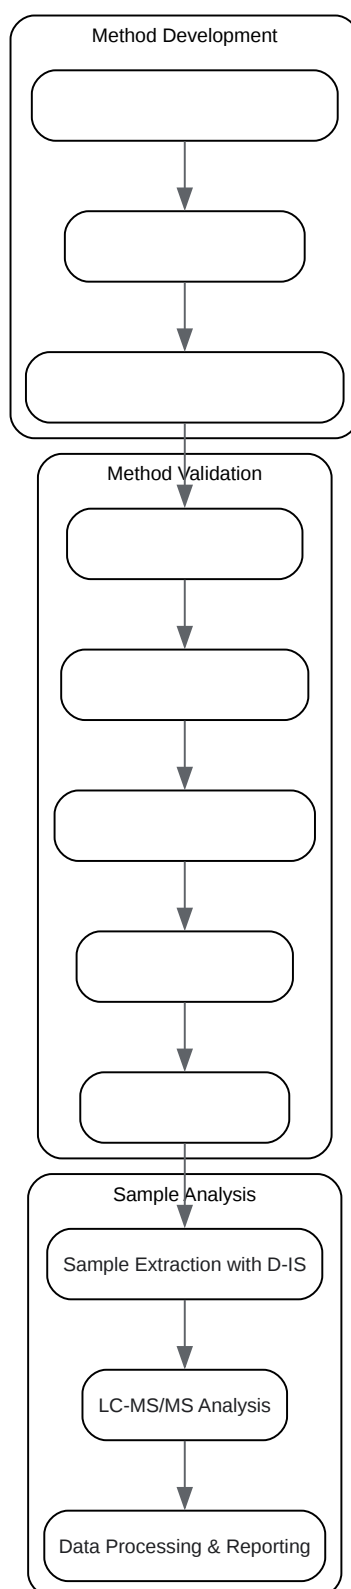 Method Development
Method Validation
Sample Analysis
Sample Extraction with D-IS
LC-MS/MS Analysis
Data Processing & Reporting